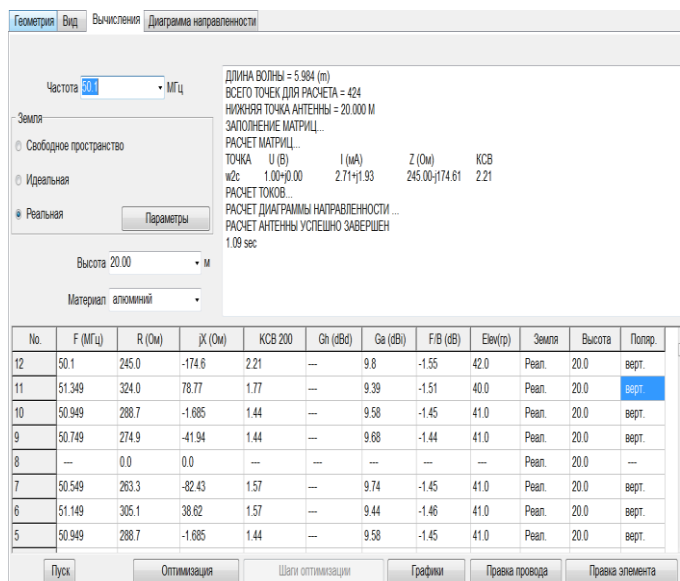 Геометрия Вид Вычисления Диаграмма направленности
Частота 50.1 МГц
Земля
Свободное пространство
Идеальная
Реальная Параметры
Высота 20.00 м
Материал алюминий
ДЛИНА ВОЛНЫ = 5.984 (m)
ВСЕГО ТОЧЕК ДЛЯ РАСЧЕТА = 424
НИЖНЯЯ ТОЧКА АНТЕННЫ = 20.000 М
ЗАПОЛНЕНИЕ МАТРИЦ...
РАСЧЕТ МАТРИЦ...
ТОЧКА U (B) I (мА) Z (Ом) КСВ
w2c 1.00+j0.00 2.71+j1.93 245.00-j174.61 2.21
РАСЧЕТ ТОКОВ...
РАСЧЕТ ДИАГРАММЫ НАПРАВЛЕННОСТИ ...
РАСЧЕТ АНТЕННЫ УСПЕШНО ЗАВЕРШЕН
1.09 sec
No. F (МГц) R (Ом) jX (Ом) КСВ 200 Gh (dBd) Ga (dBi) F/B (dB) Elev(гр) Земля Высота Поляр.
12 50.1 245.0 -174.6 2.21 --- 9.8 -1.55 42.0 Реал. 20.0 верт.
11 51.349 324.0 78.77 1.77 --- 9.39 -1.51 40.0 Реал. 20.0 верт.
10 50.949 288.7 -1.685 1.44 --- 9.58 -1.45 41.0 Реал. 20.0 верт.
9 50.749 274.9 -41.94 1.42 --- 9.68 -1.44 41.0 Реал. 20.0 верт.
8 --- 0.0 0.0 --- --- --- --- --- Реал. 20.0 ---
7 50.549 263.3 -82.43 1.57 --- 9.74 -1.45 41.0 Реал. 20.0 верт.
6 51.149 305.1 38.62 1.57 --- 9.44 -1.46 41.0 Реал. 20.0 верт.
5 50.949 288.7 -1.685 1.44 --- 9.58 -1.45 41.0 Реал. 20.0 верт.
Пуск Оптимизация Шаги оптимизации Графики Правка провода Правка элемента